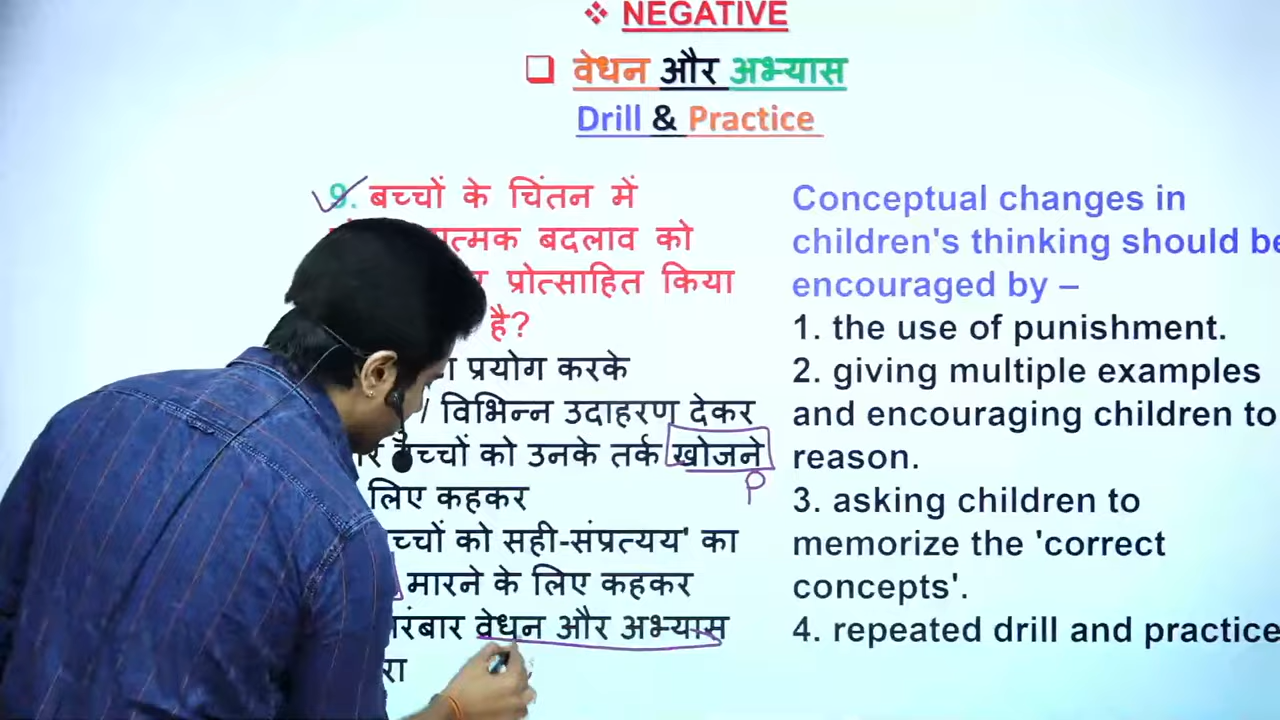 ❖ NEGATIVE
❑ वेधन और अभ्यास
Drill & Practice
9. बच्चों के चिंतन में
बदलाव को
प्रोत्साहित किया
है?
प्रयोग करके
/ विभिन्न उदाहरण देकर
बच्चों को उनके तर्क खोजने
P
लिए कहकर
बच्चों को सही-संप्रत्यय' का
मारने के लिए कहकर
वेधन और अभ्यास
Conceptual changes in
children's thinking should be
encouraged by –
1. the use of punishment.
2. giving multiple examples
and encouraging children to
reason.
3. asking children to
memorize the 'correct
concepts'.
4. repeated drill and practice